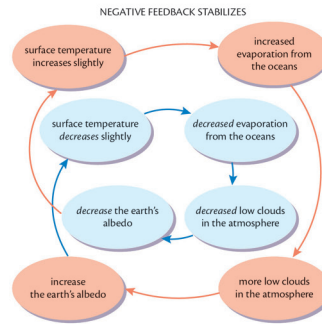 NEGATIVE FEEDBACK STABILIZES
surface temperature
increases slightly
increased
evaporation from
the oceans
surface temperature
decreases slightly
decreased evaporation
from the oceans
decrease the earth's
albedo
decreased low clouds
in the atmosphere
increase
the earth's albedo
more low clouds
in the atmosphere